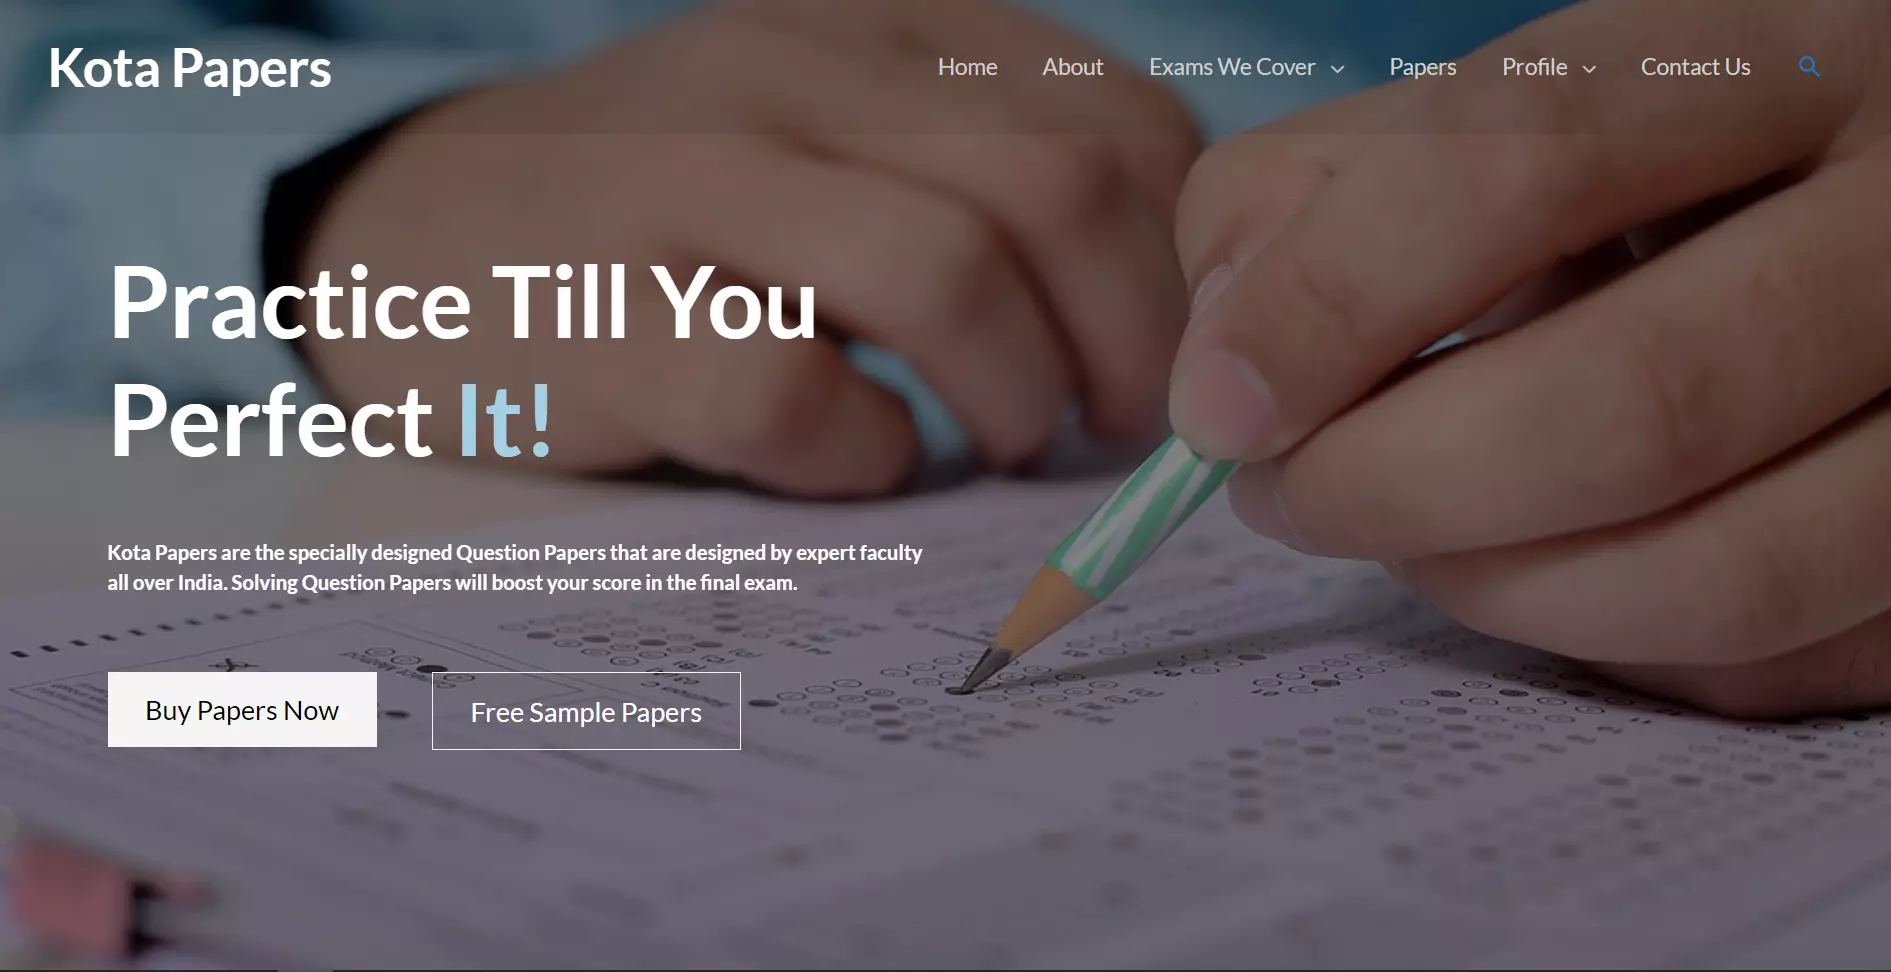 Kota Papers
Home About Exams We Cover Papers Profile Contact Us
Practice Till You
Perfect It!
Kota Papers are the specially designed Question Papers that are designed by expert faculty
all over India. Solving Question Papers will boost your score in the final exam.
Buy Papers Now Free Sample Papers